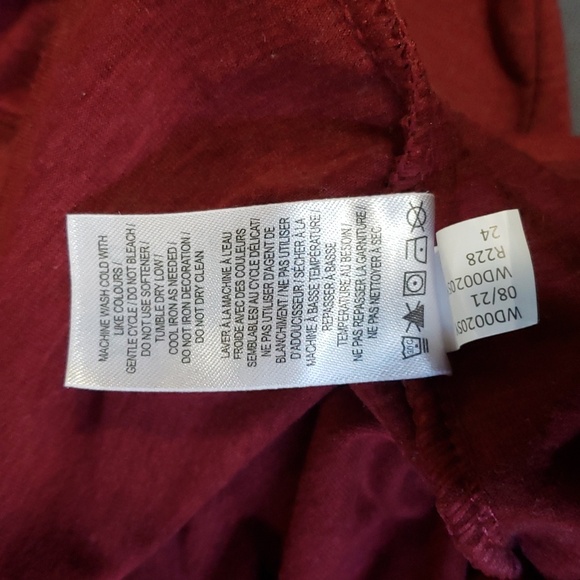 MACHINE WASH COLD WITH
LIKE COLOURS /
GENTLE CYCLE / DO NOT BLEACH /
DO NOT USE SOFTENER /
TUMBLE DRY LOW /
COOL IRON AS NEEDED /
DO NOT IRON DECORATION /
DO NOT DRY CLEAN
LAVER À LA MACHINE À L'EAU
FROIDE AVEC DES COULEURS
SEMBLABLES/ AU CYCLE DÉLICAT/
NE PAS UTILISER D'AGENT DE
BLANCHIMENT / NE PAS UTILISER
D'ADOUCISSEUR / SÉCHER À LA
MACHINE À BASSE TEMPÉRATURE /
REPASSER À BASSE
TEMPÉRATURE AU BESOIN /
NE PAS REPASSER LA GARNITURE /
NE PAS NETTOYER À SEC
24
R228
WD0020
08/21
WD0020